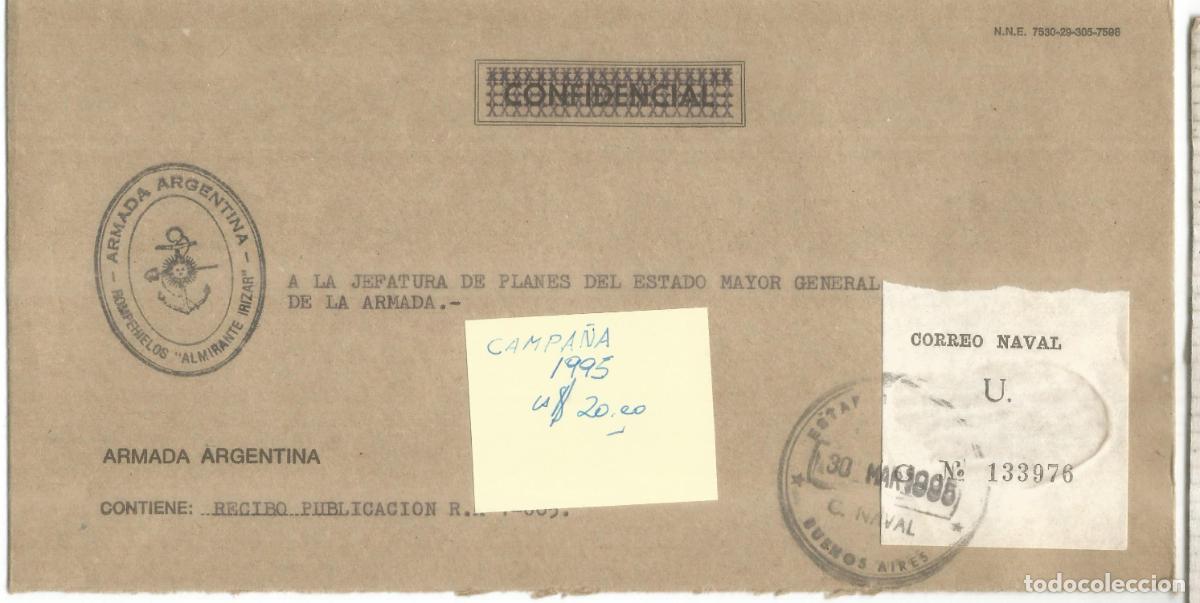 N.N.E. 7530-29-305-7598
CONFIDENCIAL
ARMADA ARGENTINA
ROMPEHIELOS "ALMIRANTE IRIZAR"
A LA JEFATURA DE PLANES DEL ESTADO MAYOR GENERAL
DE LA ARMADA.-
CAMPAÑA
1995
20.00
CORREO NAVAL
U.
Nº 133976
30 MAR 1995
C. NAVAL
BUENOS AIRES
ARMADA ARGENTINA
CONTIENE: RECIBO PUBLICACION
todocoleccion